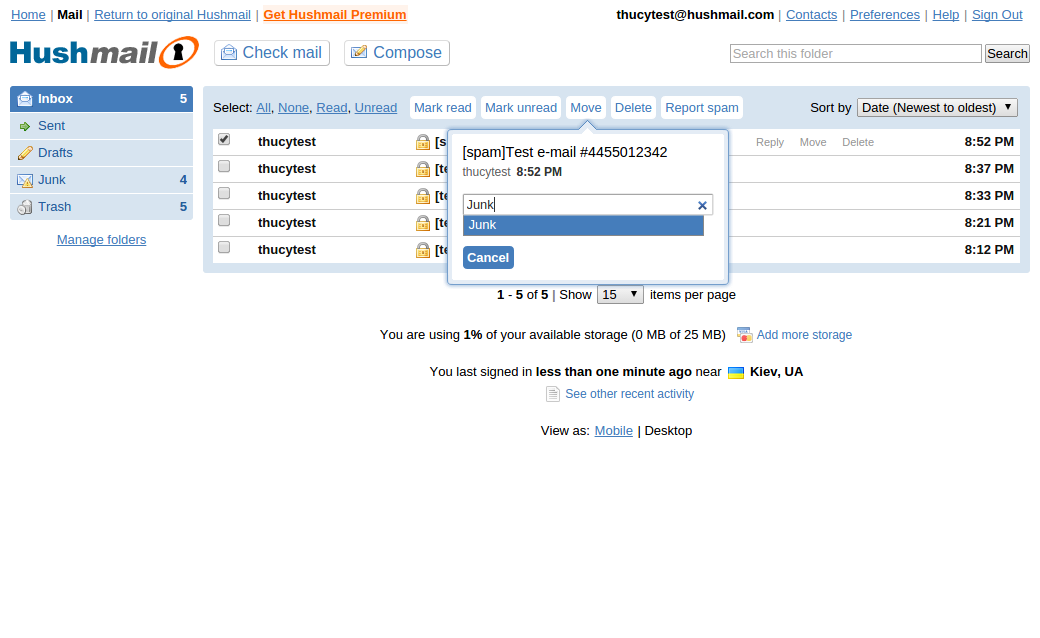 Home | Mail | Return to original Hushmail | Get Hushmail Premium
thucytest@hushmail.com | Contacts | Preferences | Help | Sign Out
Hushmail
Check mail
Compose
Search this folder
Search
Inbox 5
Sent
Drafts
Junk 4
Trash 5
Manage folders
Select: All, None, Read, Unread Mark read Mark unread Move Delete Report spam Sort by Date (Newest to oldest)
thucytest [s Reply Move Delete 8:52 PM
thucytest [te 8:37 PM
thucytest [te 8:33 PM
thucytest [te 8:21 PM
thucytest [te 8:12 PM
[spam]Test e-mail #4455012342
thucytest 8:52 PM
Junk
Junk
Cancel
1 - 5 of 5 | Show 15 items per page
You are using 1% of your available storage (0 MB of 25 MB) Add more storage
You last signed in less than one minute ago near Kiev, UA
See other recent activity
View as: Mobile | Desktop